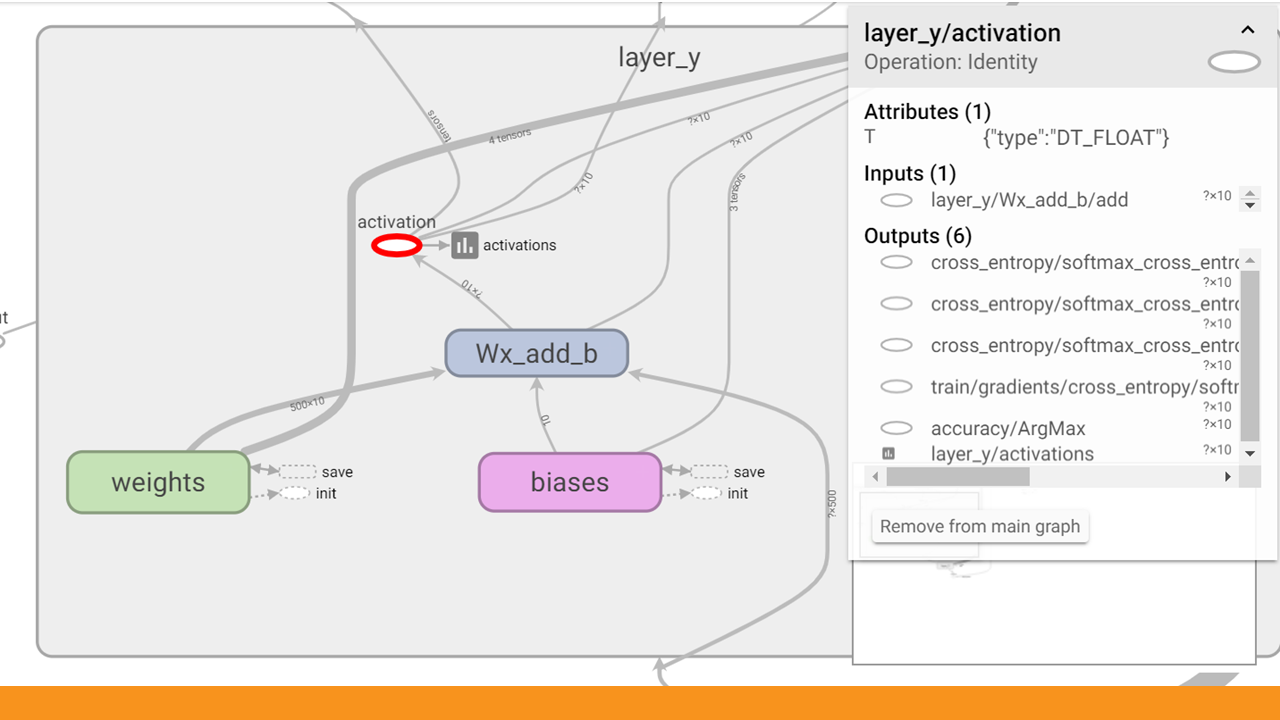 layer_y
tensors
4 tensors
?×10
?×10
?×10
3 tensors
activation
activations
?×10
Wx_add_b
500×10
10
weights
save
init
biases
save
init
?×500
layer_y/activation
Operation: Identity
Attributes (1)
T {"type":"DT_FLOAT"}
Inputs (1)
layer_y/Wx_add_b/add ?×10
Outputs (6)
cross_entropy/softmax_cross_entro
?×10
cross_entropy/softmax_cross_entro
?×10
cross_entropy/softmax_cross_entro
?×10
train/gradients/cross_entropy/softr
?×10
accuracy/ArgMax ?×10
layer_y/activations ?×10
Remove from main graph